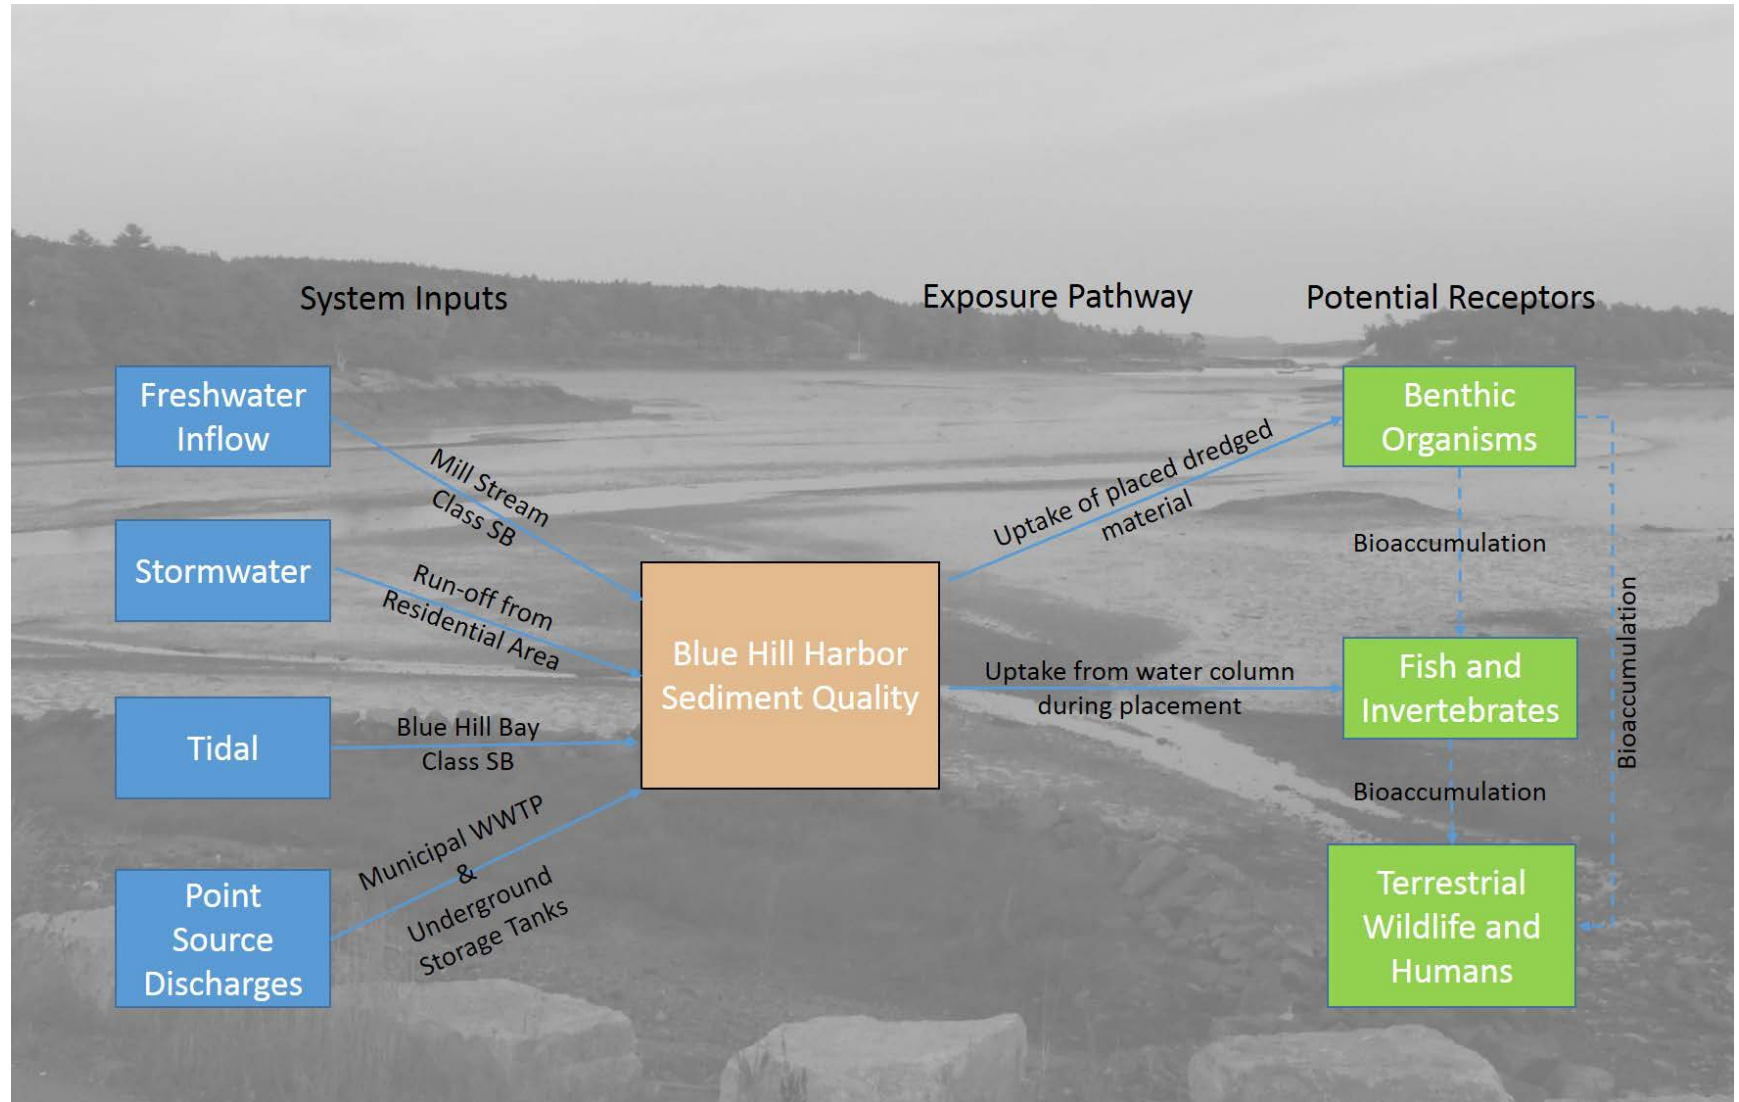 System Inputs
Exposure Pathway
Potential Receptors
Freshwater
Inflow
Mill Stream
Class SB
Stormwater
Run-off from
Residential Area
Tidal
Blue Hill Bay
Class SB
Point
Source
Discharges
Municipal WWTP
&
Underground
Storage Tanks
Blue Hill Harbor
Sediment Quality
Uptake of placed dredged
material
Uptake from water column
during placement
Benthic
Organisms
Bioaccumulation
Fish and
Invertebrates
Bioaccumulation
Bioaccumulation
Terrestrial
Wildlife and
Humans